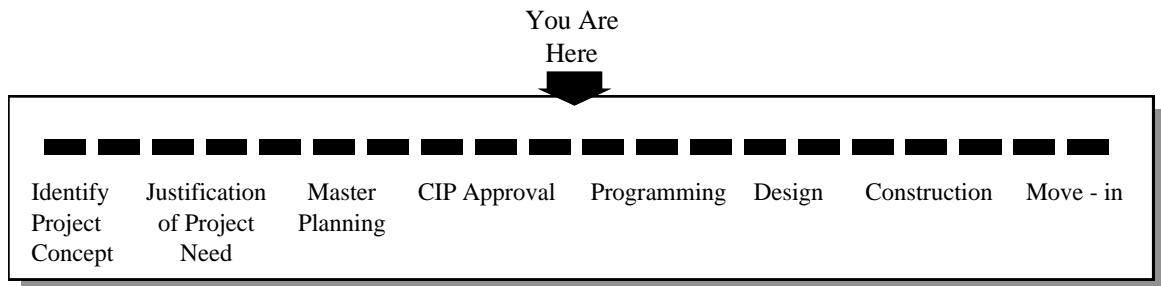 You Are
Here
Identify
Project
Concept
Justification
of Project
Need
Master
Planning
CIP Approval
Programming
Design
Construction
Move - in